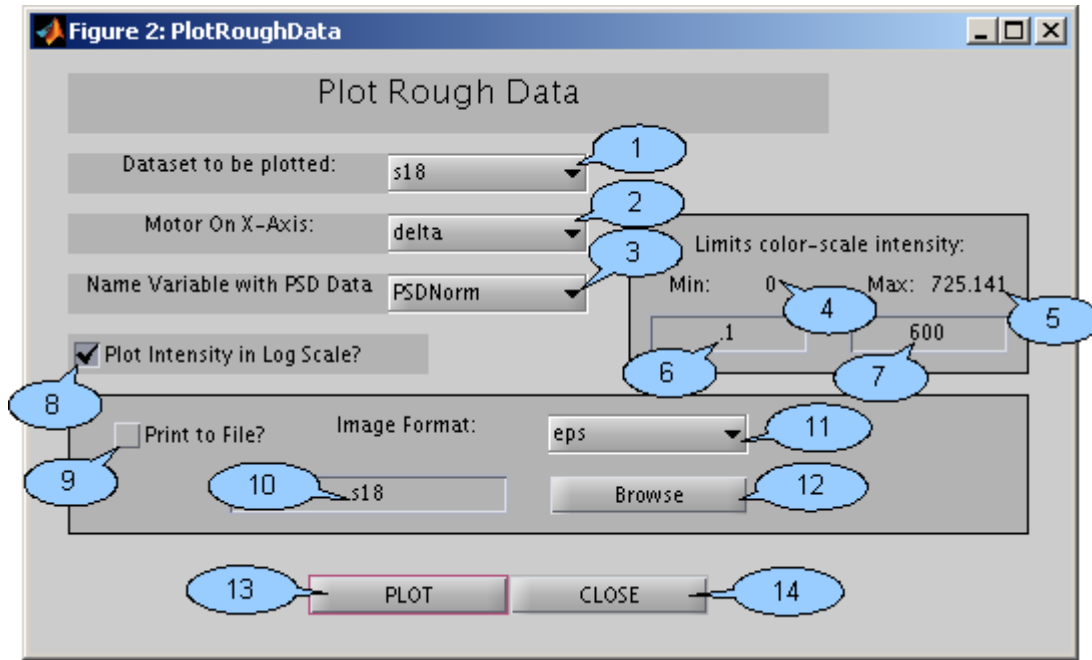 Figure 2: PlotRoughData
Plot Rough Data
Dataset to be plotted:
s18
1
Motor On X-Axis:
delta
2
Name Variable with PSD Data
PSDNorm
3
Limits color-scale intensity:
Min: 0
Max: 725.141
4
5
.1
600
6
7
Plot Intensity in Log Scale?
8
Print to File?
9
Image Format:
eps
11
10
s18
Browse
12
13
PLOT
CLOSE
14